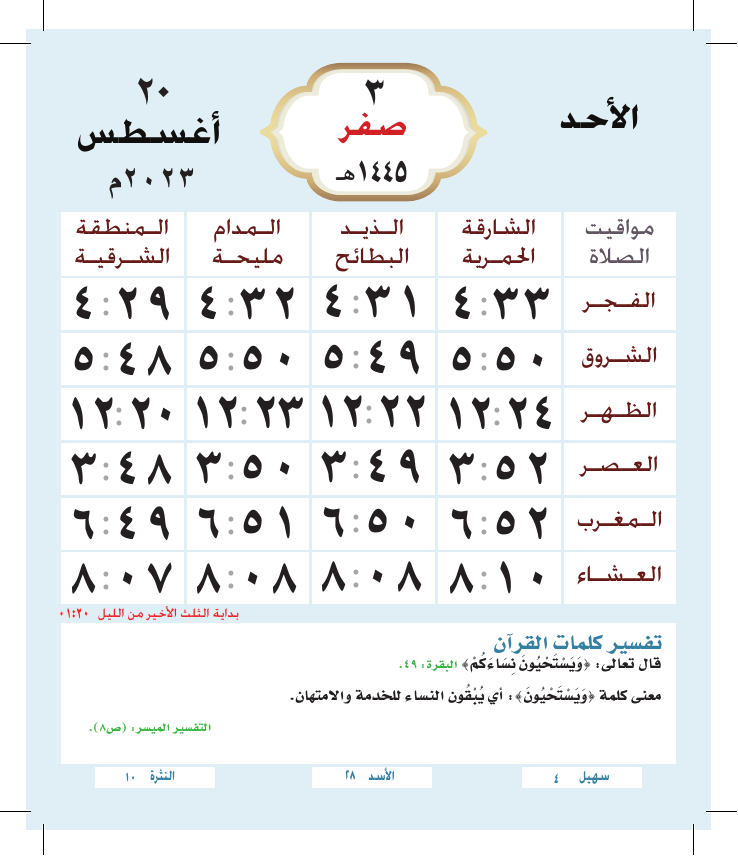 الأحد
٣
صفر
١٤٤٥هـ
٢٠
أغسطس
٢٠٢٣م
مواقيت الصلاة | الشارقة الحمرية | الذيد البطائح | المدام مليحة | المنطقة الشرقية
الفجر ٤:٣٣ ٤:٣١ ٤:٣٢ ٤:٢٩
الشروق ٥:٥٠ ٥:٤٩ ٥:٥٠ ٥:٤٨
الظهر ١٢:٢٤ ١٢:٢٢ ١٢:٢٣ ١٢:٢٠
العصر ٣:٥٢ ٣:٤٩ ٣:٥٠ ٣:٤٨
المغرب ٦:٥٢ ٦:٥٠ ٦:٥١ ٦:٤٩
العشاء ٨:١٠ ٨:٠٨ ٨:٠٨ ٨:٠٧
بداية الثلث الأخير من الليل ٠١:٢٠
تفسير كلمات القرآن
قال تعالى: ﴿وَيَسْتَحْيُونَ نِسَاءَكُمْ﴾ البقرة: ٤٩.
معنى كلمة ﴿وَيَسْتَحْيُونَ﴾: أي يُبْقُون النساء للخدمة والامتهان.
التفسير الميسر: (ص٨).
سهيل ٤
الأسد ٢٨
النثرة ١٠